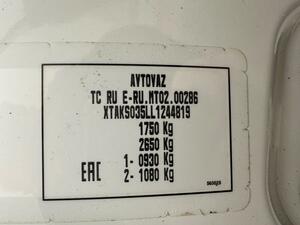 AVTOVAZ
TC RU E-RU.MT02.00286
XTAKS035LL1244819
1750 Kg
2650 Kg
1- 0930 Kg
EAC 2- 1080 Kg